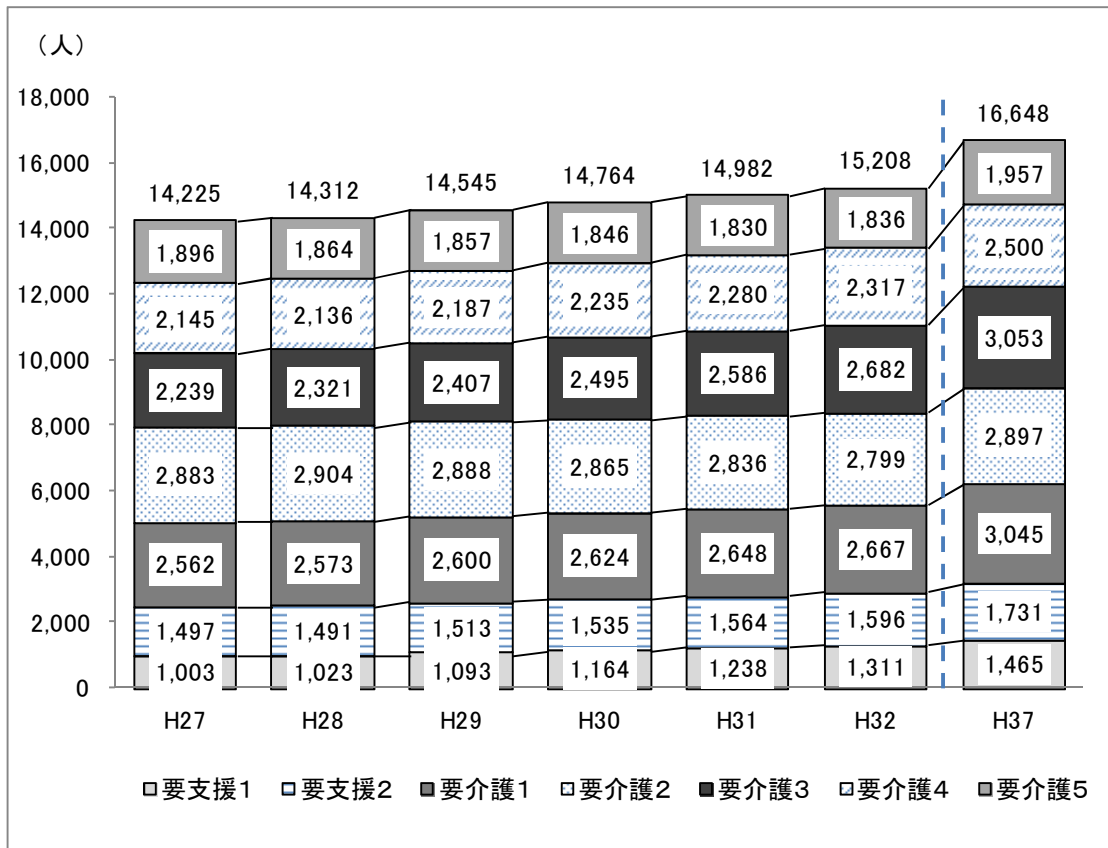 （人）
18,000
16,000
14,000
12,000
10,000
8,000
6,000
4,000
2,000
0
14,225 14,312 14,545 14,764 14,982 15,208 16,648
1,896 1,864 1,857 1,846 1,830 1,836 1,957
2,145 2,136 2,187 2,235 2,280 2,317 2,500
2,239 2,321 2,407 2,495 2,586 2,682 3,053
2,883 2,904 2,888 2,865 2,836 2,799 2,897
2,562 2,573 2,600 2,624 2,648 2,667 3,045
1,497 1,491 1,513 1,535 1,564 1,596 1,731
1,003 1,023 1,093 1,164 1,238 1,311 1,465
H27 H28 H29 H30 H31 H32 H37
要支援1 要支援2 要介護1 要介護2 要介護3 要介護4 要介護5